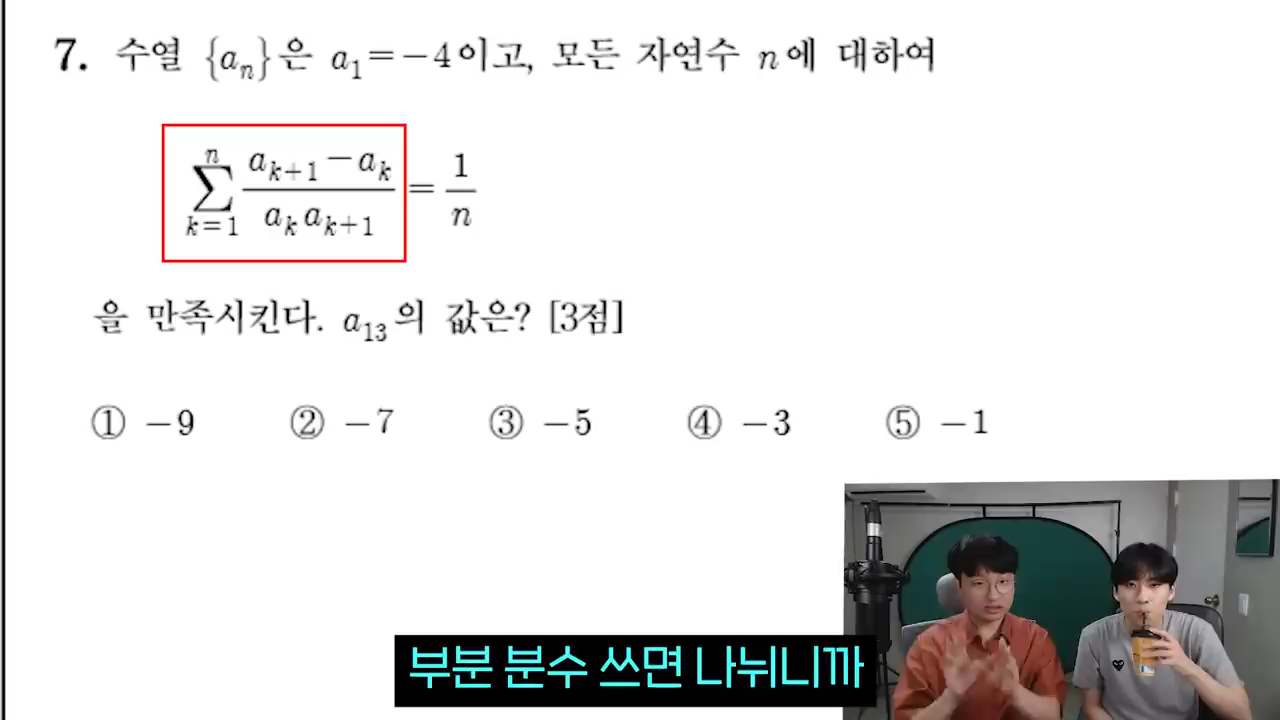 7. 수열 {aₙ}은 a₁=−4이고, 모든 자연수 n에 대하여
∑ₖ₌₁ⁿ (aₖ₊₁−aₖ)/(aₖaₖ₊₁) = 1/n
을 만족시킨다. a₁₃의 값은? [3점]
① −9 ② −7 ③ −5 ④ −3 ⑤ −1
부분 분수 쓰면 나뉘니까